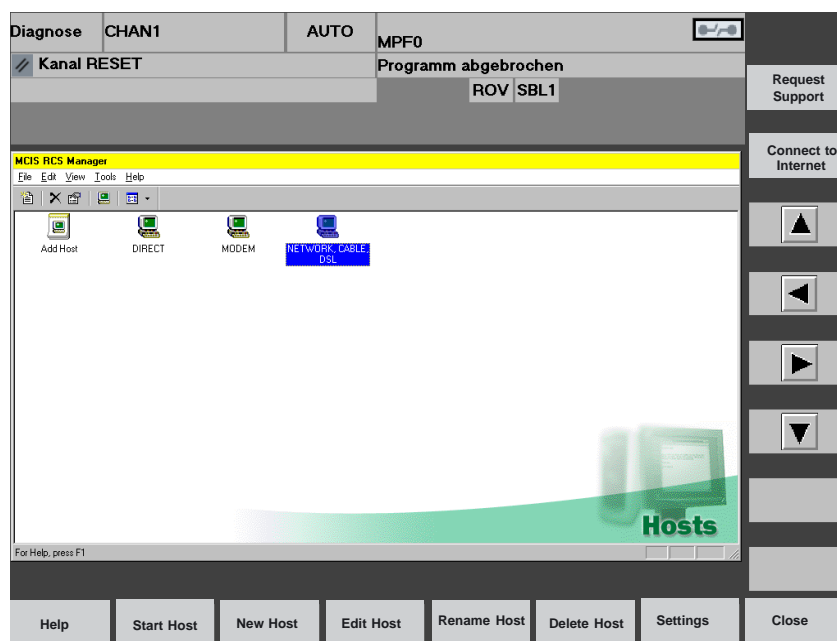 Diagnose CHAN1 AUTO MPF0
Kanal RESET Programm abgebrochen
ROV SBL1
Request
Support
Connect to
Internet
MCIS RCS Manager
File Edit View Tools Help
Add Host DIRECT MODEM NETWORK, CABLE,
DSL
Hosts
For Help, press F1
Help Start Host New Host Edit Host Rename Host Delete Host Settings Close